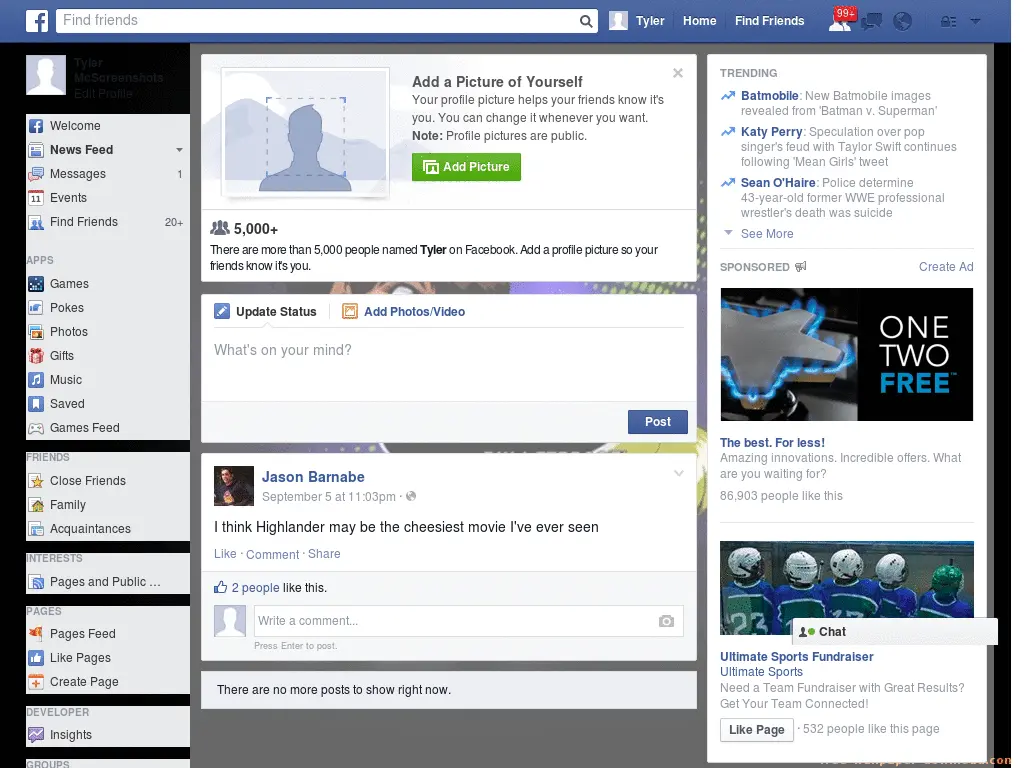 Find friends
Tyler
Home
Find Friends
99+
Tyler
McScreenshots
Edit Profile
Welcome
News Feed
Messages 1
11 Events
Find Friends 20+
APPS
Games
Pokes
Photos
Gifts
Music
Saved
Games Feed
FRIENDS
Close Friends
Family
Acquaintances
INTERESTS
Pages and Public ...
PAGES
Pages Feed
Like Pages
Create Page
DEVELOPER
Insights
GROUPS
Add a Picture of Yourself
Your profile picture helps your friends know it's
you. You can change it whenever you want.
Note: Profile pictures are public.
Add Picture
5,000+
There are more than 5,000 people named Tyler on Facebook. Add a profile picture so your
friends know it's you.
Update Status
Add Photos/Video
What's on your mind?
Post
Jason Barnabe
September 5 at 11:03pm ·
I think Highlander may be the cheesiest movie I've ever seen
Like · Comment · Share
2 people like this.
Write a comment...
Press Enter to post.
There are no more posts to show right now.
TRENDING
Batmobile: New Batmobile images
revealed from 'Batman v. Superman'
Katy Perry: Speculation over pop
singer's feud with Taylor Swift continues
following 'Mean Girls' tweet
Sean O'Haire: Police determine
43-year-old former WWE professional
wrestler's death was suicide
See More
SPONSORED
Create Ad
ONE
TWO
FREE™
The best. For less!
Amazing innovations. Incredible offers. What
are you waiting for?
86,903 people like this
23
Chat
Ultimate Sports Fundraiser
Ultimate Sports
Need a Team Fundraiser with Great Results?
Get Your Team Connected!
Like Page · 532 people like this page